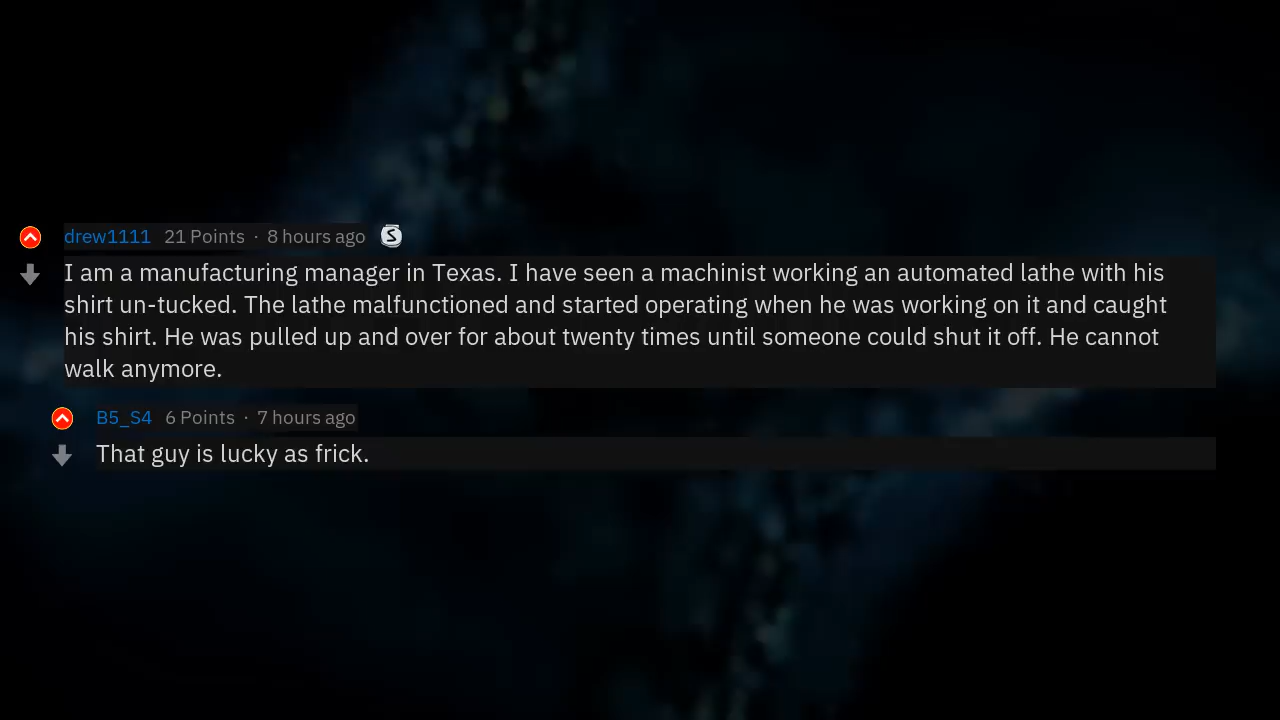 drew1111 21 Points · 8 hours ago S
I am a manufacturing manager in Texas. I have seen a machinist working an automated lathe with his
shirt un-tucked. The lathe malfunctioned and started operating when he was working on it and caught
his shirt. He was pulled up and over for about twenty times until someone could shut it off. He cannot
walk anymore.
B5_S4 6 Points · 7 hours ago
That guy is lucky as frick.